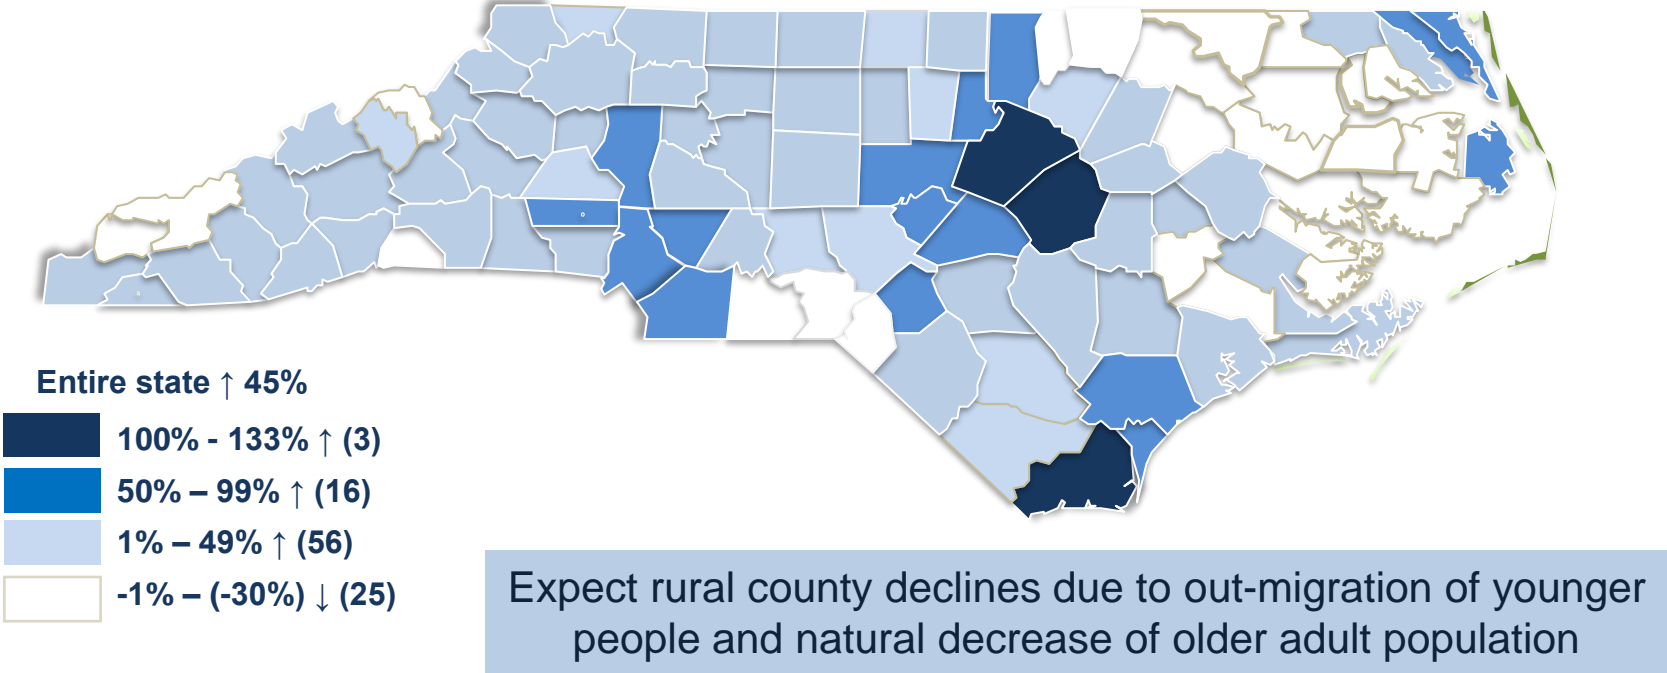 Entire state ↑ 45%
100% - 133% ↑ (3)
50% – 99% ↑ (16)
1% – 49% ↑ (56)
-1% – (-30%) ↓ (25)
Expect rural county declines due to out-migration of younger
people and natural decrease of older adult population